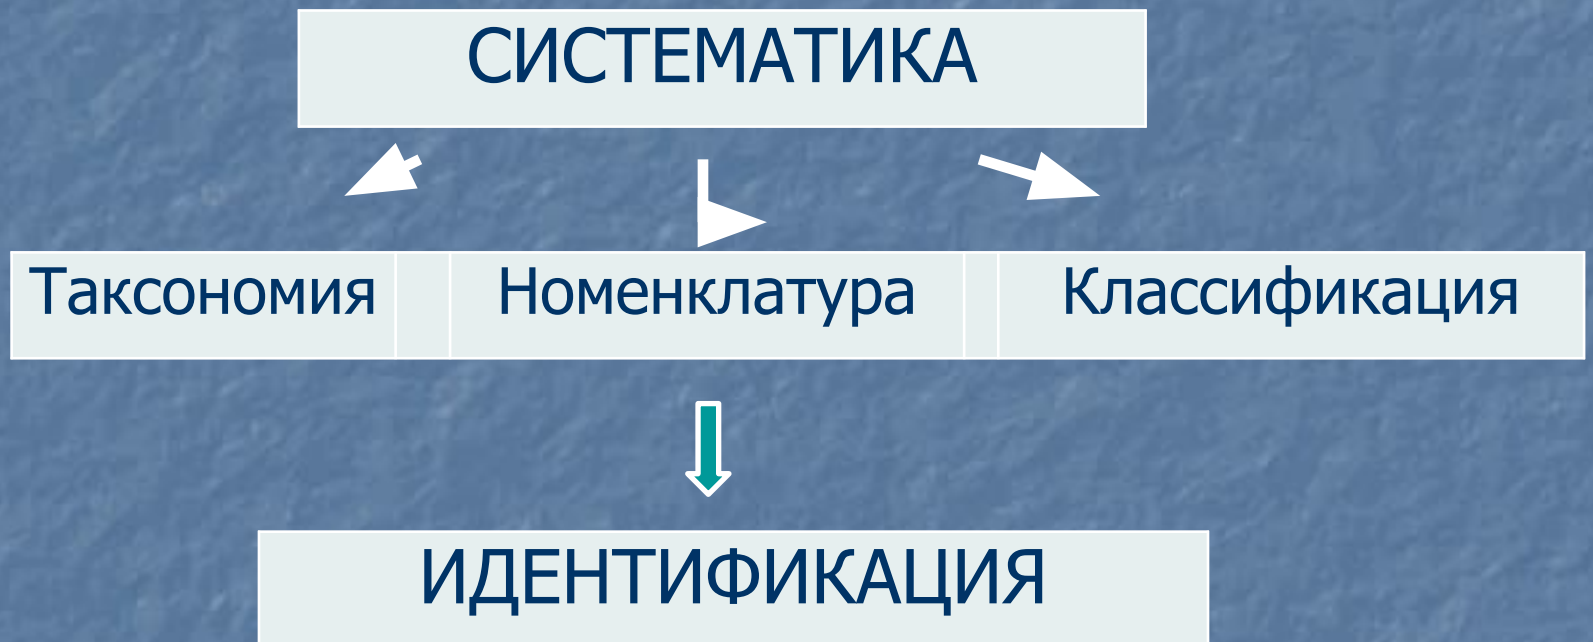 СИСТЕМАТИКА
Таксономия Номенклатура Классификация
ИДЕНТИФИКАЦИЯ